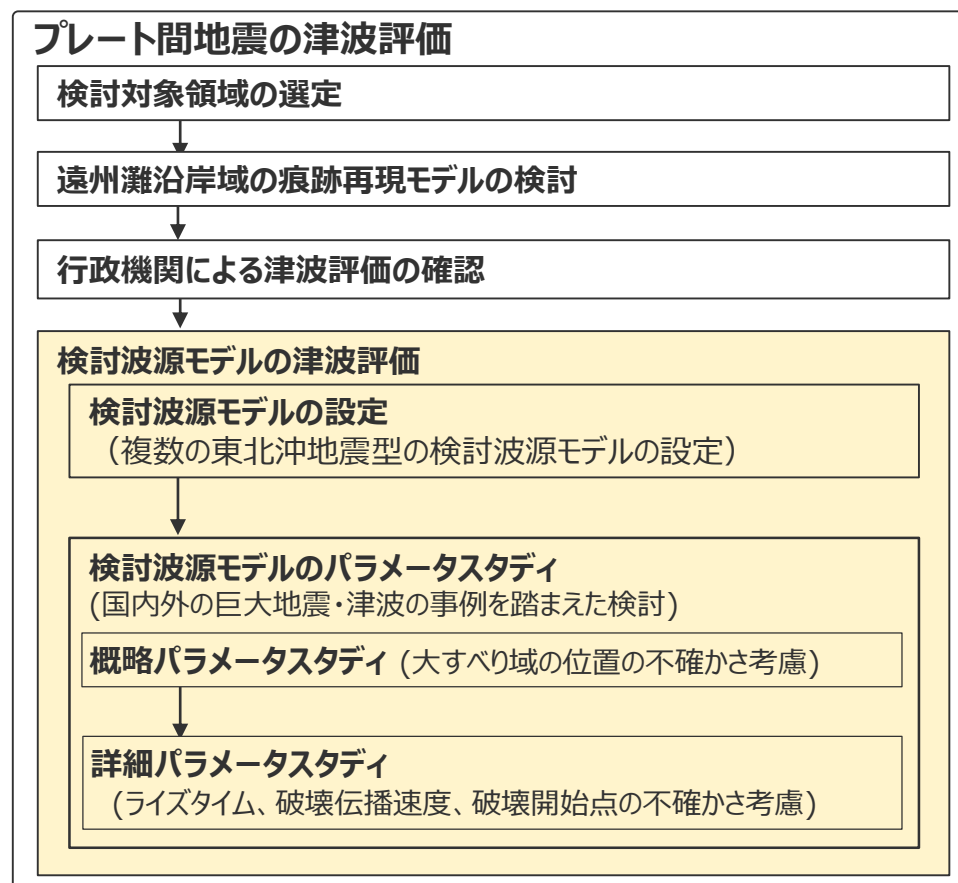 プレート間地震の津波評価
検討対象領域の選定
遠州灘沿岸域の痕跡再現モデルの検討
行政機関による津波評価の確認
検討波源モデルの津波評価
検討波源モデルの設定
（複数の東北沖地震型の検討波源モデルの設定）
検討波源モデルのパラメータスタディ
(国内外の巨大地震・津波の事例を踏まえた検討)
概略パラメータスタディ (大すべり域の位置の不確かさ考慮)
詳細パラメータスタディ
(ライズタイム、破壊伝播速度、破壊開始点の不確かさ考慮)